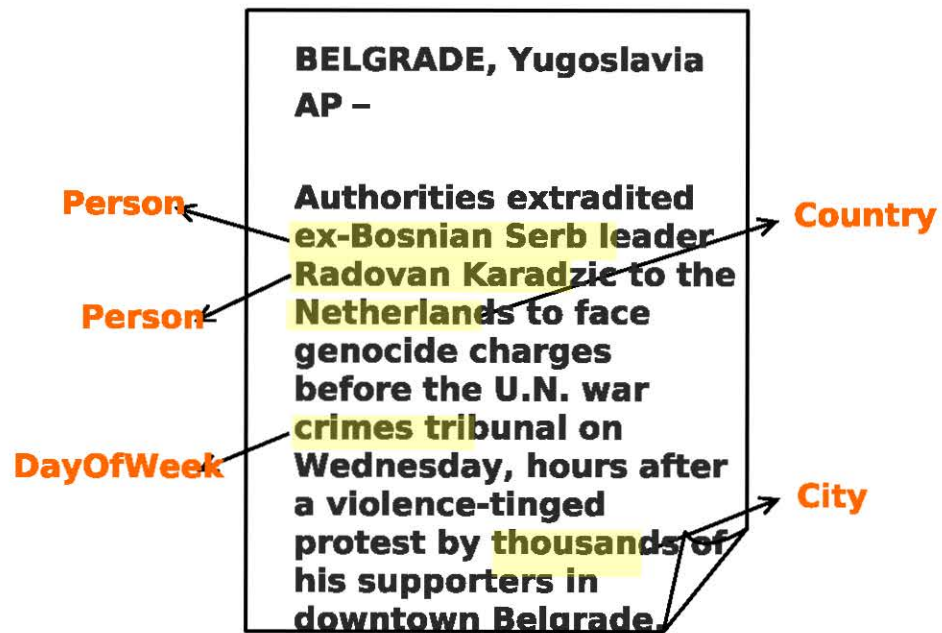 BELGRADE, Yugoslavia
AP –
Person
Authorities extradited
Country
ex-Bosnian Serb leader
Radovan Karadzic to the
Person
Netherlands to face
genocide charges
before the U.N. war
crimes tribunal on
DayOfWeek
Wednesday, hours after
a violence-tinged
City
protest by thousands of
his supporters in
downtown Belgrade.